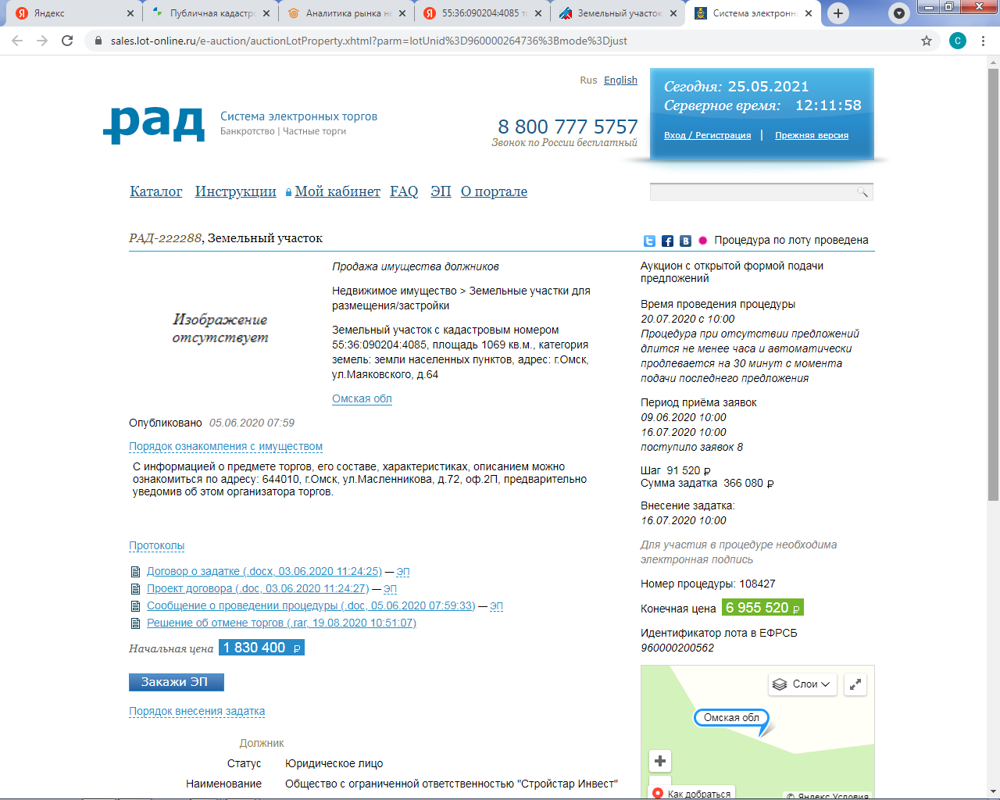 Яндекс
Публичная кадастро
Аналитика рынка не
55:36:090204:4085 то
Земельный участок
Система электронн
sales.lot-online.ru/e-auction/auctionLotProperty.xhtml?parm=lotUnid%3D960000264736%3Bmode%3Djust
C
Rus English
Сегодня: 25.05.2021
Серверное время: 12:11:58
Вход / Регистрация | Прежняя версия
рад
Система электронных торгов
Банкротство | Частные торги
8 800 777 5757
Звонок по России бесплатный
Каталог Инструкции Мой кабинет FAQ ЭП О портале
РАД-222288, Земельный участок
Процедура по лоту проведена
Изображение
отсутствует
Продажа имущества должников
Недвижимое имущество > Земельные участки для
размещения/застройки
Земельный участок с кадастровым номером
55:36:090204:4085, площадь 1069 кв.м., категория
земель: земли населенных пунктов, адрес: г.Омск,
ул.Маяковского, д.64
Омская обл
Опубликовано 05.06.2020 07:59
Порядок ознакомления с имуществом
С информацией о предмете торгов, его составе, характеристиках, описанием можно
ознакомиться по адресу: 644010, г.Омск, ул.Масленникова, д.72, оф.2П, предварительно
уведомив об этом организатора торгов.
Протоколы
Договор о задатке (.docx, 03.06.2020 11:24:25) — ЭП
Проект договора (.doc, 03.06.2020 11:24:27) — ЭП
Сообщение о проведении процедуры (.doc, 05.06.2020 07:59:33) — ЭП
Решение об отмене торгов (.rar, 19.08.2020 10:51:07)
Начальная цена 1 830 400 ₽
Закажи ЭП
Порядок внесения задатка
Должник
Статус Юридическое лицо
Наименование Общество с ограниченной ответственностью "Стройстар Инвест"
Аукцион с открытой формой подачи
предложений
Время проведения процедуры
20.07.2020 с 10:00
Процедура при отсутствии предложений
длится не менее часа и автоматически
продлевается на 30 минут с момента
подачи последнего предложения
Период приёма заявок
09.06.2020 10:00
16.07.2020 10:00
поступило заявок 8
Шаг 91 520 ₽
Сумма задатка 366 080 ₽
Внесение задатка:
16.07.2020 10:00
Для участия в процедуре необходима
электронная подпись
Номер процедуры: 108427
Конечная цена 6 955 520 ₽
Идентификатор лота в ЕФРСБ
960000200562
Слои
Омская обл
Как добраться
© Яндекс Условия